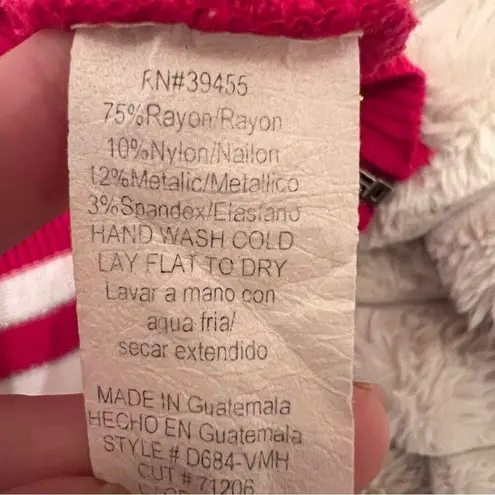 RN#39455
75%Rayon/Rayon
10%Nylon/Nailon
12%Metalic/Metallico
3%Spandex/Elastano
HAND WASH COLD
LAY FLAT TO DRY
Lavar a mano con
agua fria/
secar extendido
MADE IN Guatemala
HECHO EN Guatemala
STYLE # D684-VMH
CUT # 71206